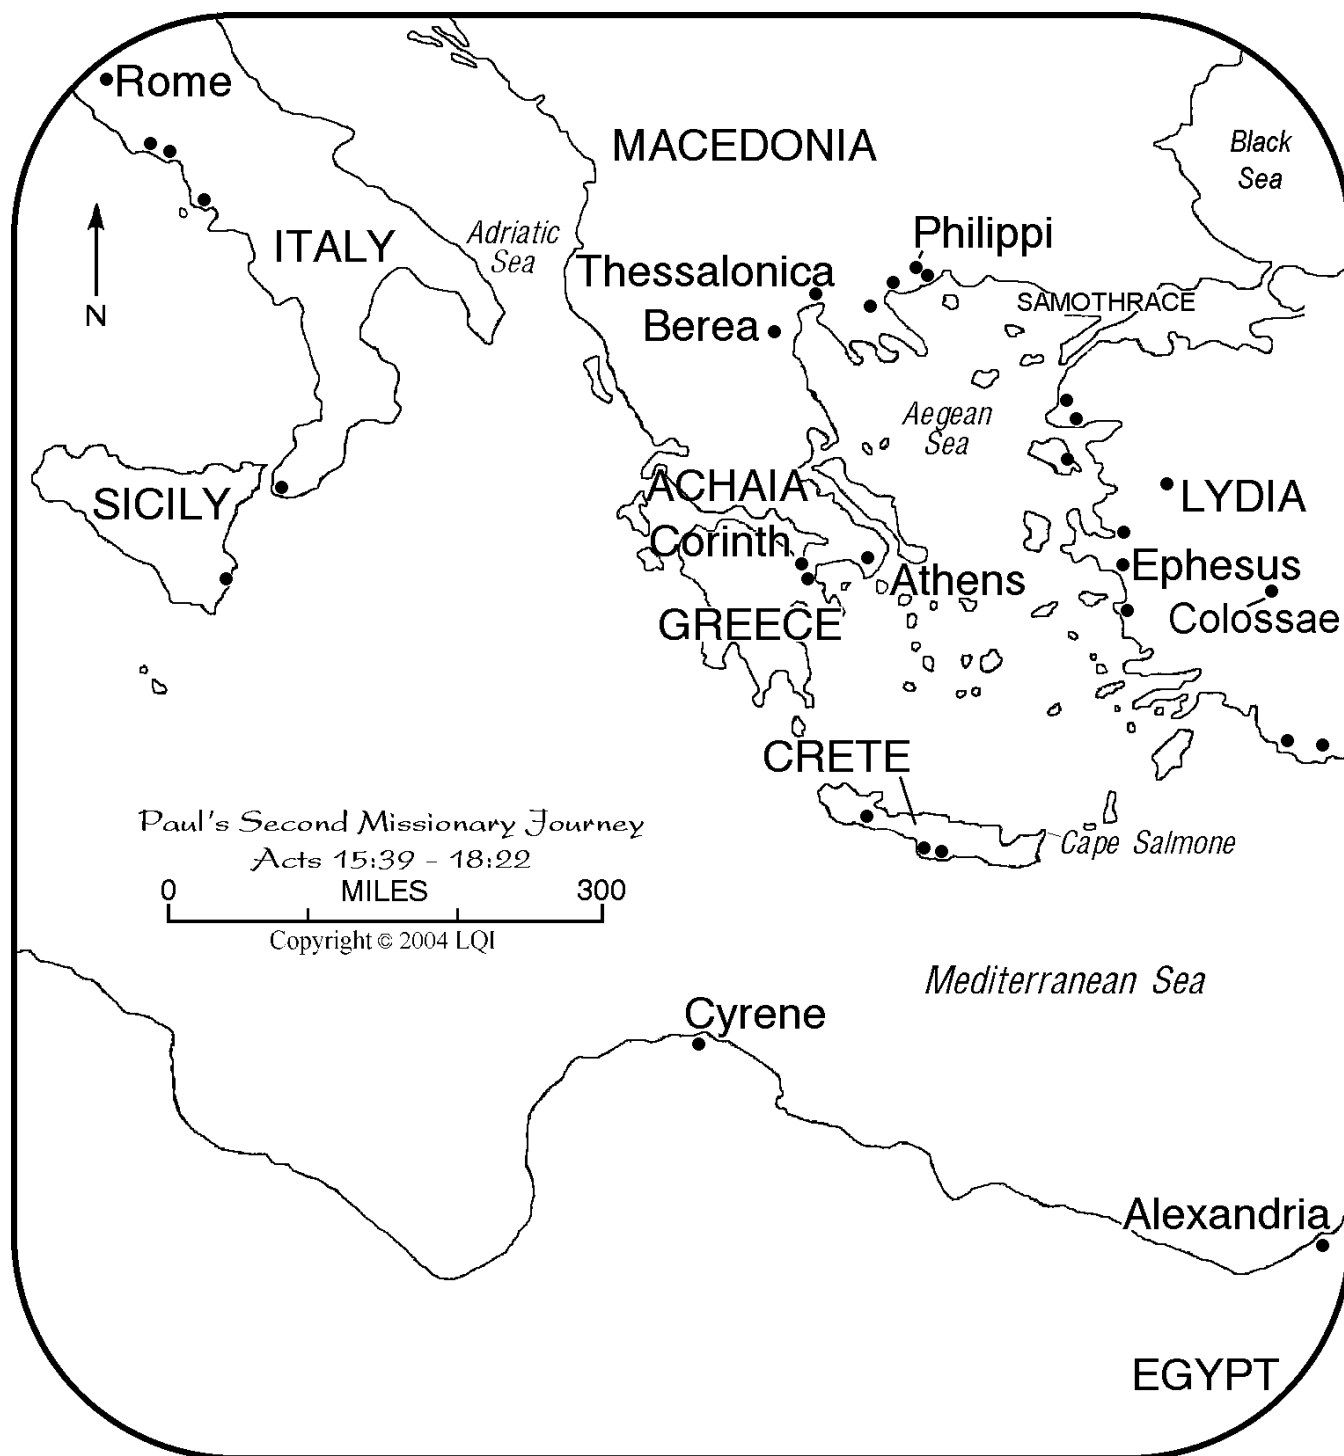 Rome
MACEDONIA
Black
Sea
Philippi
ITALY
Adriatic
Sea
Thessalonica
SAMOTHRACE
N
Berea
Aegean
Sea
ACHAIA
SICILY
LYDIA
Corinth
Ephesus
Athens
Colossae
GREECE
CRETE
Paul's Second Missionary Journey
Acts 15:39 - 18:22
Cape Salmone
0 MILES 300
Copyright © 2004 LQI
Mediterranean Sea
Cyrene
Alexandria
EGYPT